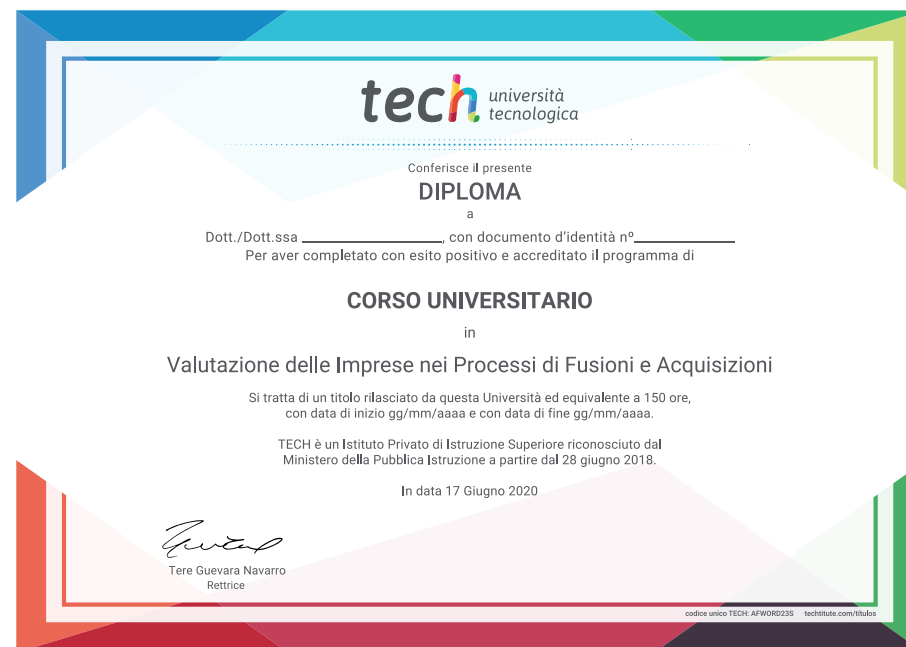 tech università
tecnologica
Conferisce il presente
DIPLOMA
a
Dott./Dott.ssa ____________________, con documento d'identità nº______________
Per aver completato con esito positivo e accreditato il programma di
CORSO UNIVERSITARIO
in
Valutazione delle Imprese nei Processi di Fusioni e Acquisizioni
Si tratta di un titolo rilasciato da questa Università ed equivalente a 150 ore,
con data di inizio gg/mm/aaaa e con data di fine gg/mm/aaaa.
TECH è un Istituto Privato di Istruzione Superiore riconosciuto dal
Ministero della Pubblica Istruzione a partire dal 28 giugno 2018.
In data 17 Giugno 2020
Tere Guevara Navarro
Rettrice
codice unico TECH: AFWORD23S techtitute.com/titulos